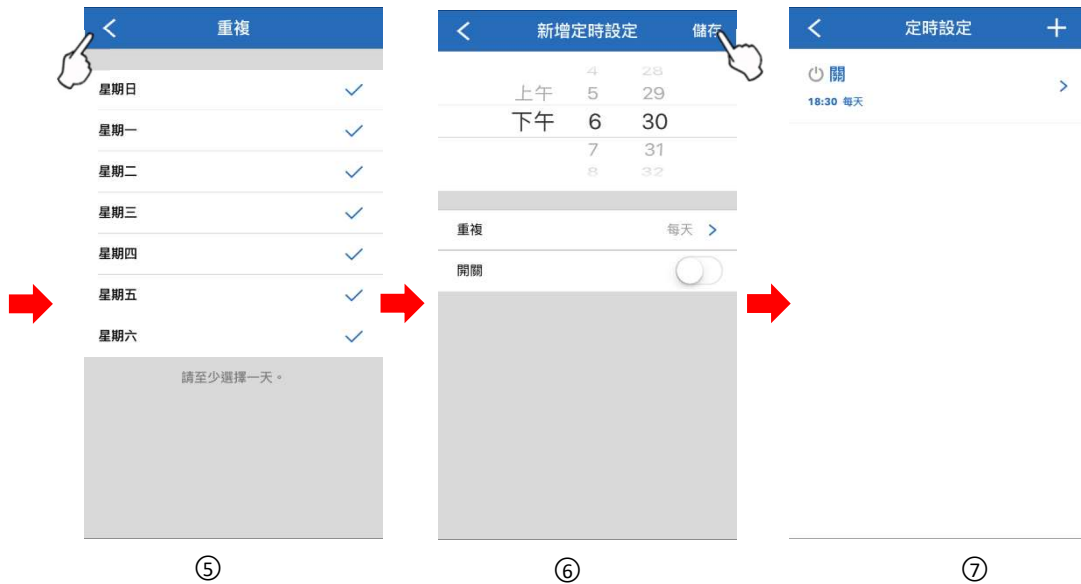 重複
星期日
星期一
星期二
星期三
星期四
星期五
星期六
請至少選擇一天。
⑤
新增定時設定 儲存
4 28
上午 5 29
下午 6 30
7 31
8 32
重複 每天
開關
⑥
定時設定
關
18:30 每天
⑦